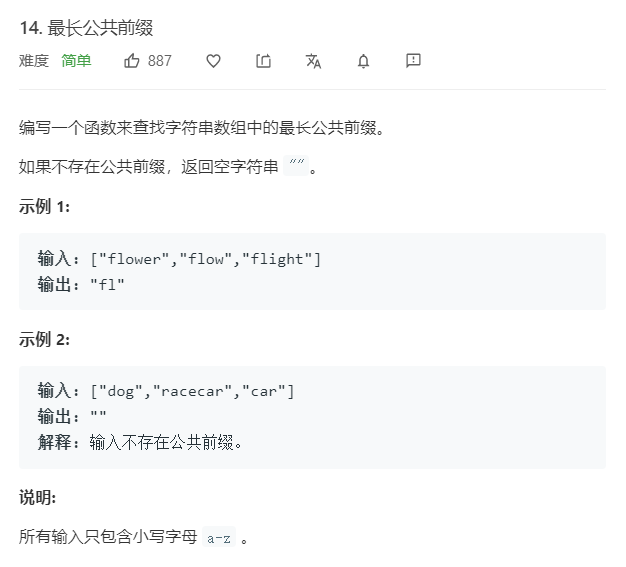 14. 最长公共前缀
难度 简单 887
编写一个函数来查找字符串数组中的最长公共前缀。
如果不存在公共前缀，返回空字符串 ""。
示例 1:
输入: ["flower","flow","flight"]
输出: "fl"
示例 2:
输入: ["dog","racecar","car"]
输出: ""
解释: 输入不存在公共前缀。
说明:
所有输入只包含小写字母 a-z 。